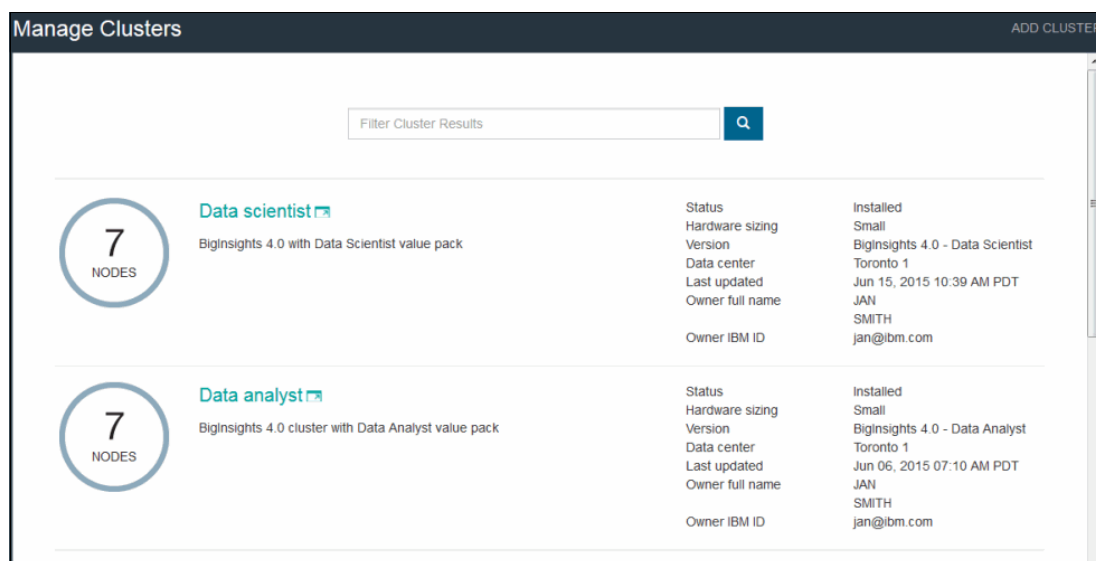 Manage Clusters ADD CLUSTER
Filter Cluster Results
7
NODES
Data scientist
BigInsights 4.0 with Data Scientist value pack
Status Installed
Hardware sizing Small
Version BigInsights 4.0 - Data Scientist
Data center Toronto 1
Last updated Jun 15, 2015 10:39 AM PDT
Owner full name JAN
SMITH
Owner IBM ID jan@ibm.com
7
NODES
Data analyst
BigInsights 4.0 cluster with Data Analyst value pack
Status Installed
Hardware sizing Small
Version BigInsights 4.0 - Data Analyst
Data center Toronto 1
Last updated Jun 06, 2015 07:10 AM PDT
Owner full name JAN
SMITH
Owner IBM ID jan@ibm.com